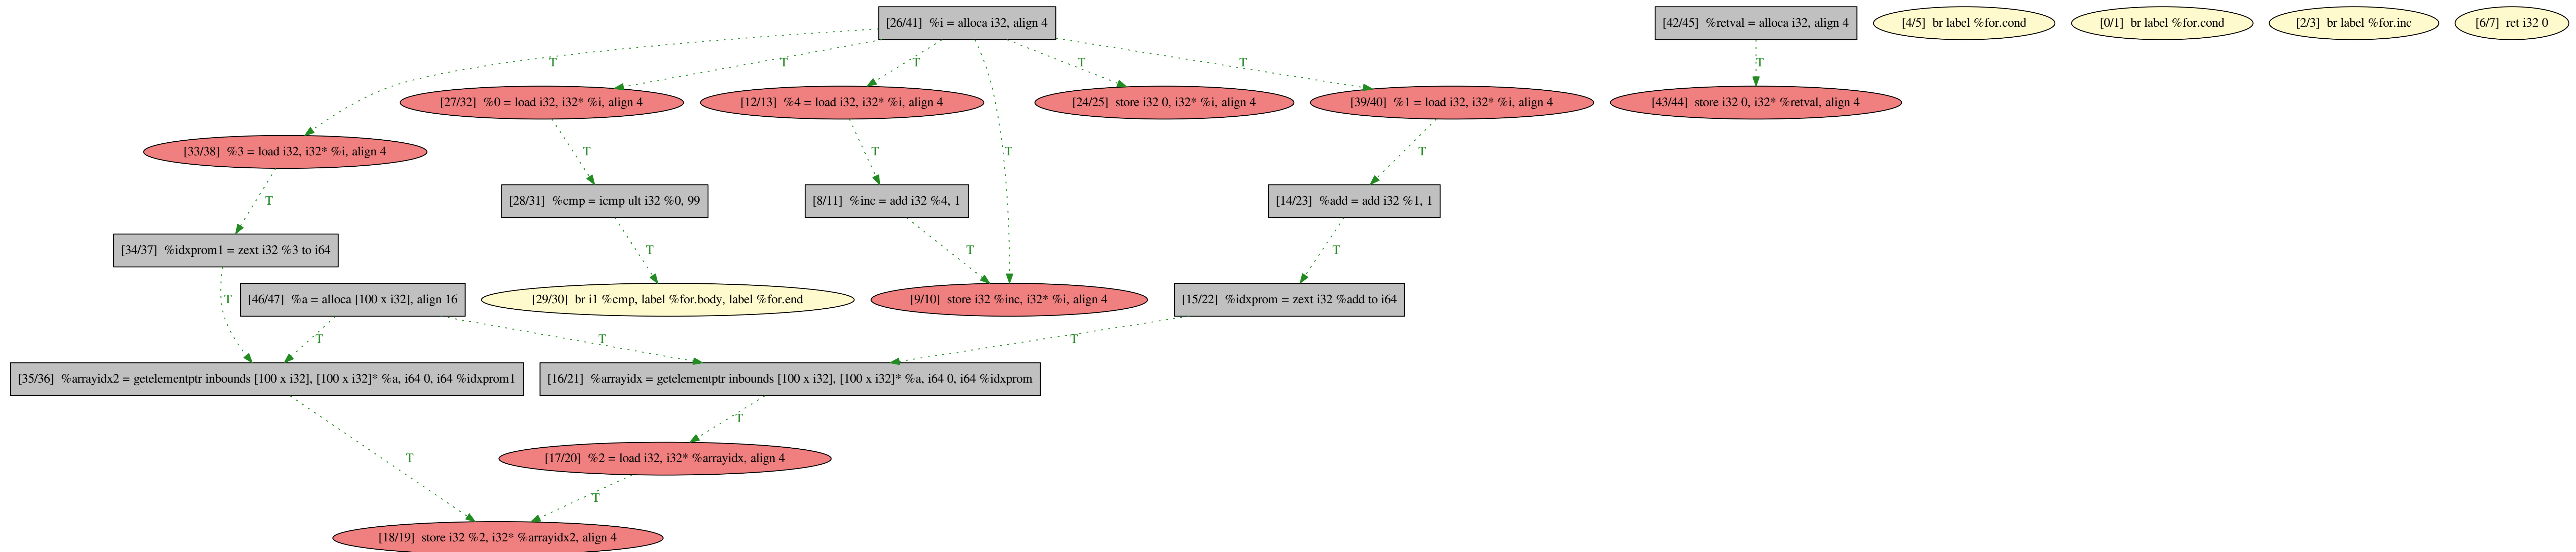 [26/41]  %i = alloca i32, align 4
[42/45]  %retval = alloca i32, align 4
[4/5]  br label %for.cond
[0/1]  br label %for.cond
[2/3]  br label %for.inc
[6/7]  ret i32 0
T
T
T
T
T
T
[27/32]  %0 = load i32, i32* %i, align 4
[12/13]  %4 = load i32, i32* %i, align 4
[24/25]  store i32 0, i32* %i, align 4
[39/40]  %1 = load i32, i32* %i, align 4
[43/44]  store i32 0, i32* %retval, align 4
[33/38]  %3 = load i32, i32* %i, align 4
T
T
T
T
T
[28/31]  %cmp = icmp ult i32 %0, 99
[8/11]  %inc = add i32 %4, 1
[14/23]  %add = add i32 %1, 1
[34/37]  %idxprom1 = zext i32 %3 to i64
T
T
T
T
[46/47]  %a = alloca [100 x i32], align 16
[29/30]  br i1 %cmp, label %for.body, label %for.end
[9/10]  store i32 %inc, i32* %i, align 4
[15/22]  %idxprom = zext i32 %add to i64
T
T
T
[35/36]  %arrayidx2 = getelementptr inbounds [100 x i32], [100 x i32]* %a, i64 0, i64 %idxprom1
[16/21]  %arrayidx = getelementptr inbounds [100 x i32], [100 x i32]* %a, i64 0, i64 %idxprom
T
T
[17/20]  %2 = load i32, i32* %arrayidx, align 4
T
[18/19]  store i32 %2, i32* %arrayidx2, align 4